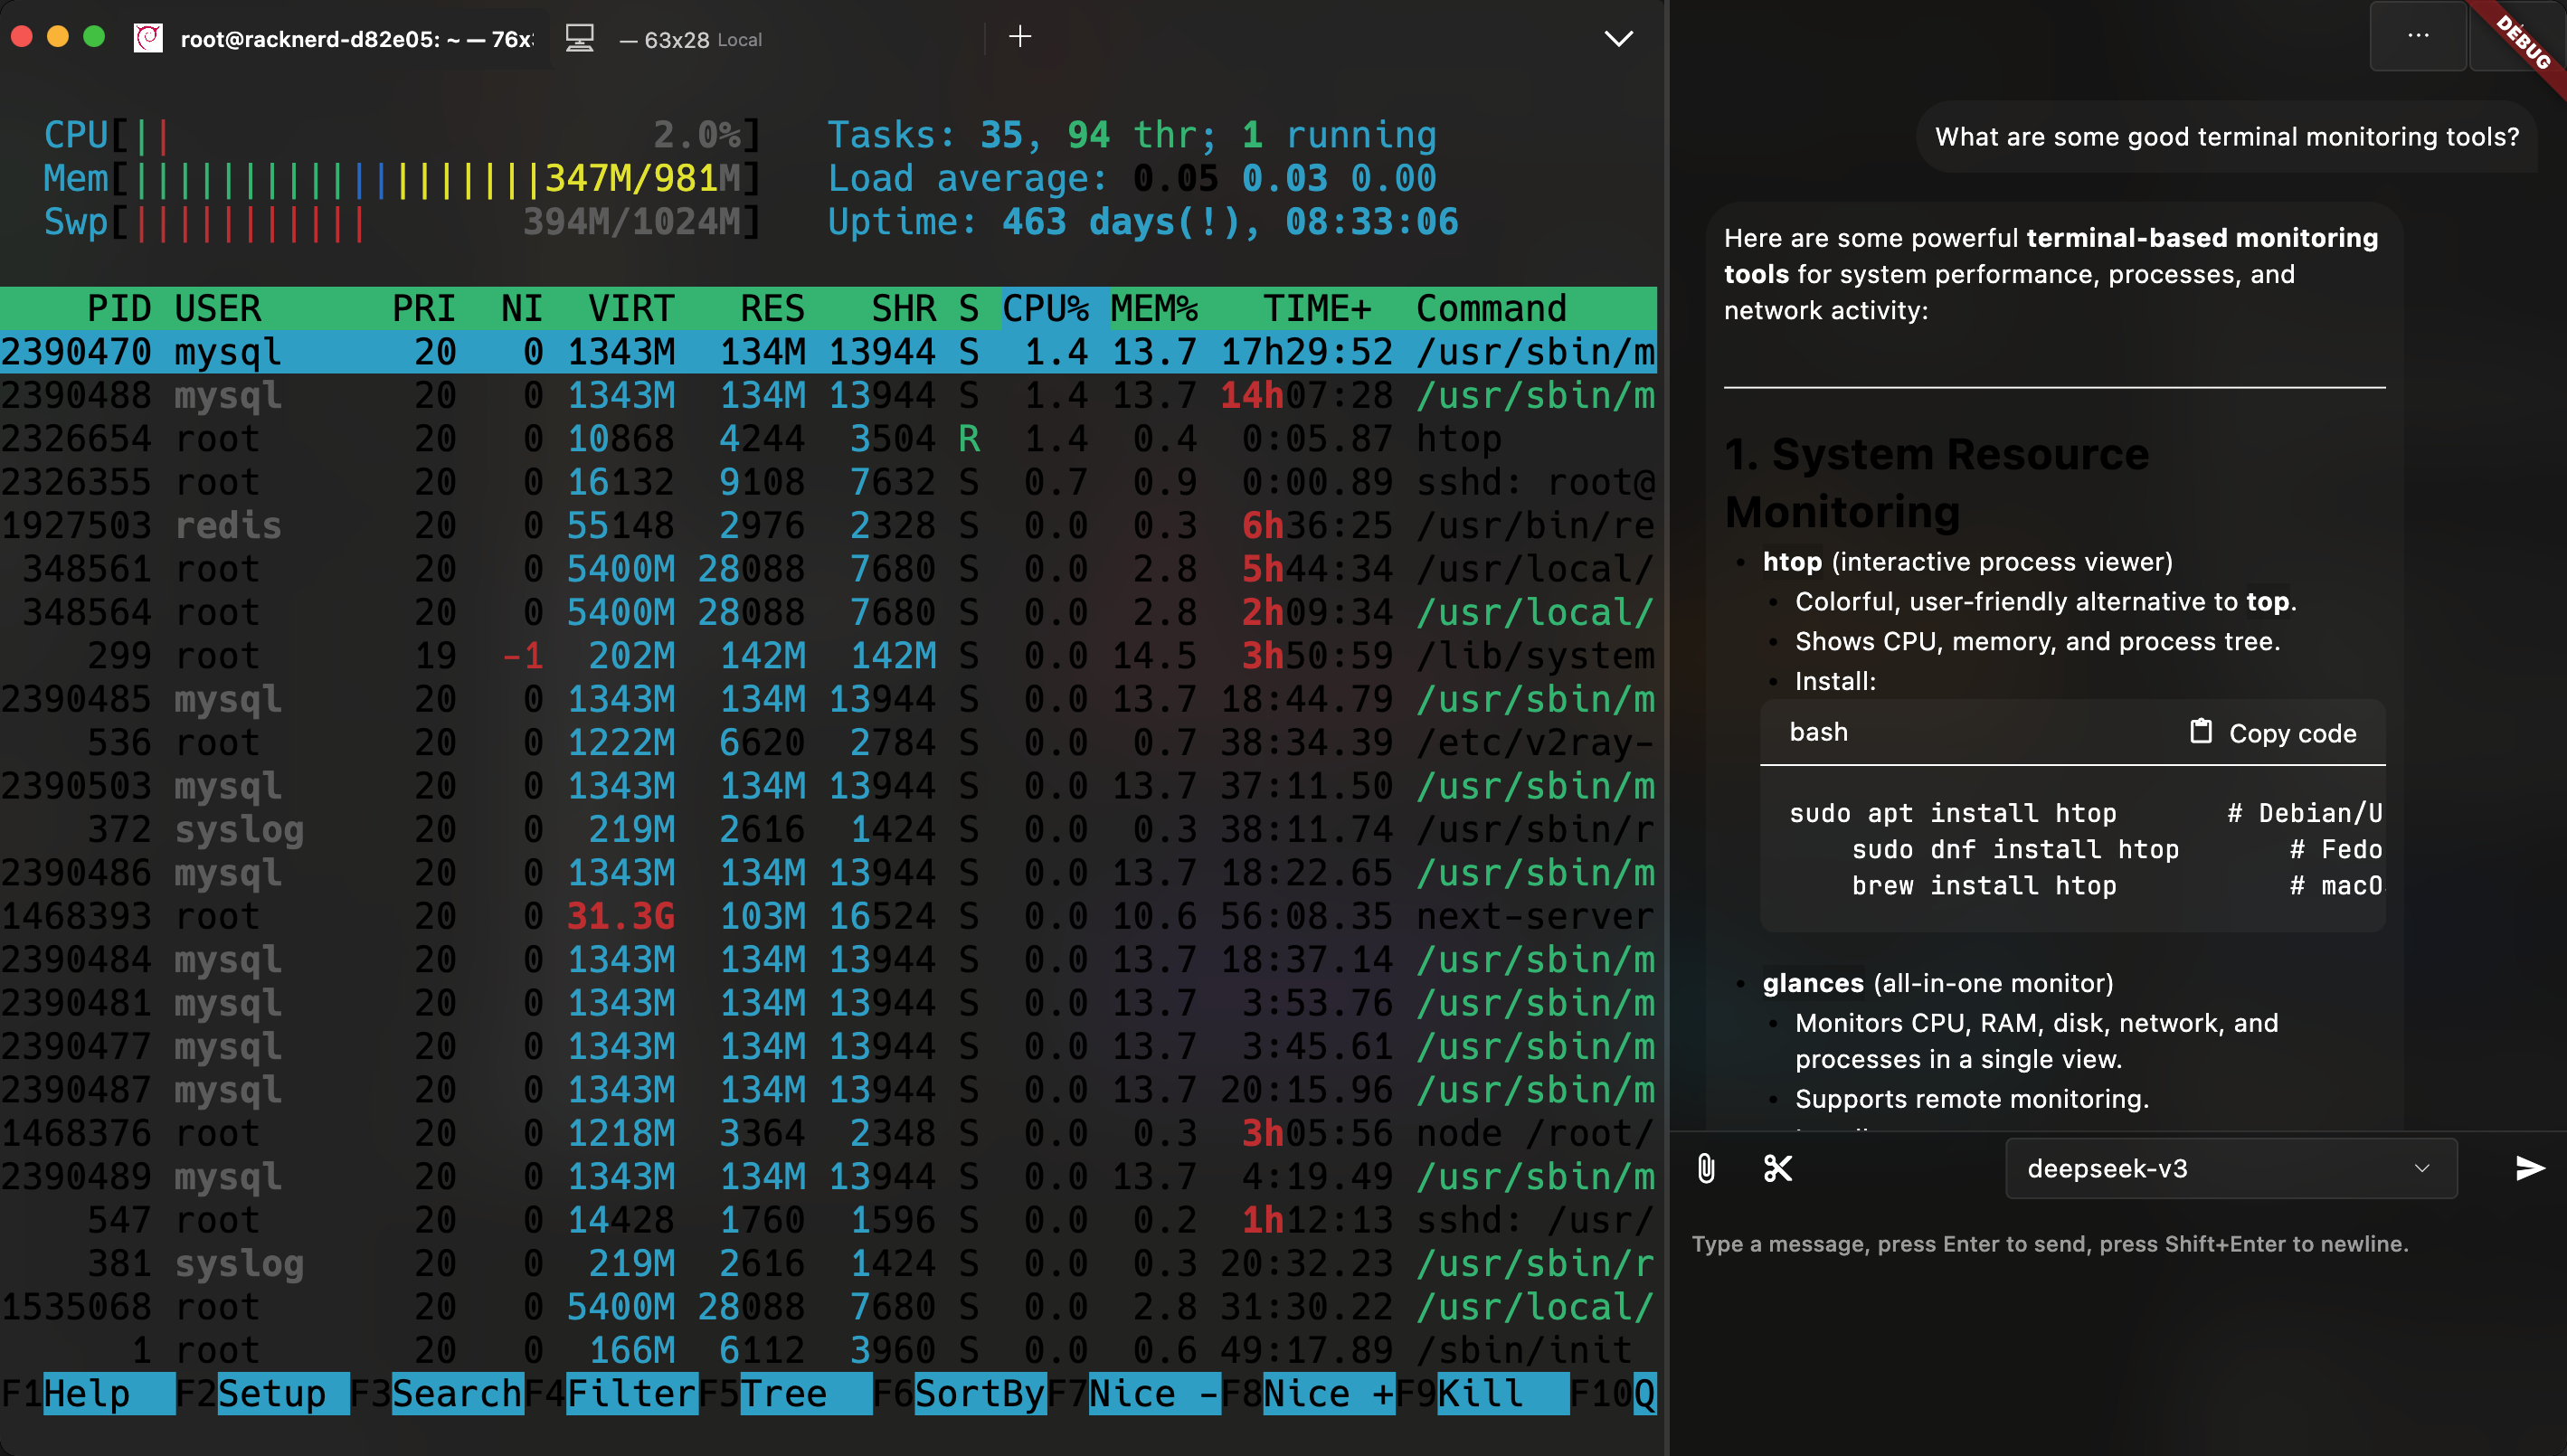 root@racknerd-d82e05: ~ — 76x
— 63x28 Local
CPU[|| 2.0%]
Mem[|||||||||||||||||||347M/981M]
Swp[||||||||||| 394M/1024M]
Tasks: 35, 94 thr; 1 running
Load average: 0.05 0.03 0.00
Uptime: 463 days(!), 08:33:06
PID USER PRI NI VIRT RES SHR S CPU% MEM% TIME+ Command
2390470 mysql 20 0 1343M 134M 13944 S 1.4 13.7 17h29:52 /usr/sbin/m
2390488 mysql 20 0 1343M 134M 13944 S 1.4 13.7 14h07:28 /usr/sbin/m
2326654 root 20 0 10868 4244 3504 R 1.4 0.4 0:05.87 htop
2326355 root 20 0 16132 9108 7632 S 0.7 0.9 0:00.89 sshd: root@
1927503 redis 20 0 55148 2976 2328 S 0.0 0.3 6h36:25 /usr/bin/re
348561 root 20 0 5400M 28088 7680 S 0.0 2.8 5h44:34 /usr/local/
348564 root 20 0 5400M 28088 7680 S 0.0 2.8 2h09:34 /usr/local/
299 root 19 -1 202M 142M 142M S 0.0 14.5 3h50:59 /lib/system
2390485 mysql 20 0 1343M 134M 13944 S 0.0 13.7 18:44.79 /usr/sbin/m
536 root 20 0 1222M 6620 2784 S 0.0 0.7 38:34.39 /etc/v2ray-
2390503 mysql 20 0 1343M 134M 13944 S 0.0 13.7 37:11.50 /usr/sbin/m
372 syslog 20 0 219M 2616 1424 S 0.0 0.3 38:11.74 /usr/sbin/r
2390486 mysql 20 0 1343M 134M 13944 S 0.0 13.7 18:22.65 /usr/sbin/m
1468393 root 20 0 31.3G 103M 16524 S 0.0 10.6 56:08.35 next-server
2390484 mysql 20 0 1343M 134M 13944 S 0.0 13.7 18:37.14 /usr/sbin/m
2390481 mysql 20 0 1343M 134M 13944 S 0.0 13.7 3:53.76 /usr/sbin/m
2390477 mysql 20 0 1343M 134M 13944 S 0.0 13.7 3:45.61 /usr/sbin/m
2390487 mysql 20 0 1343M 134M 13944 S 0.0 13.7 20:15.96 /usr/sbin/m
1468376 root 20 0 1218M 3364 2348 S 0.0 0.3 3h05:56 node /root/
2390489 mysql 20 0 1343M 134M 13944 S 0.0 13.7 4:19.49 /usr/sbin/m
547 root 20 0 14428 1760 1596 S 0.0 0.2 1h12:13 sshd: /usr/
381 syslog 20 0 219M 2616 1424 S 0.0 0.3 20:32.23 /usr/sbin/r
1535068 root 20 0 5400M 28088 7680 S 0.0 2.8 31:30.22 /usr/local/
1 root 20 0 166M 6112 3960 S 0.0 0.6 49:17.89 /sbin/init
F1Help F2Setup F3SearchF4FilterF5Tree F6SortByF7Nice -F8Nice +F9Kill F10Q
...
DEBUG
What are some good terminal monitoring tools?
Here are some powerful terminal-based monitoring
tools for system performance, processes, and
network activity:
1. System Resource
Monitoring
• htop (interactive process viewer)
• Colorful, user-friendly alternative to top.
• Shows CPU, memory, and process tree.
• Install:
bash
Copy code
sudo apt install htop # Debian/U
sudo dnf install htop # Fedo
brew install htop # macO
• glances (all-in-one monitor)
• Monitors CPU, RAM, disk, network, and
processes in a single view.
• Supports remote monitoring.
deepseek-v3
Type a message, press Enter to send, press Shift+Enter to newline.